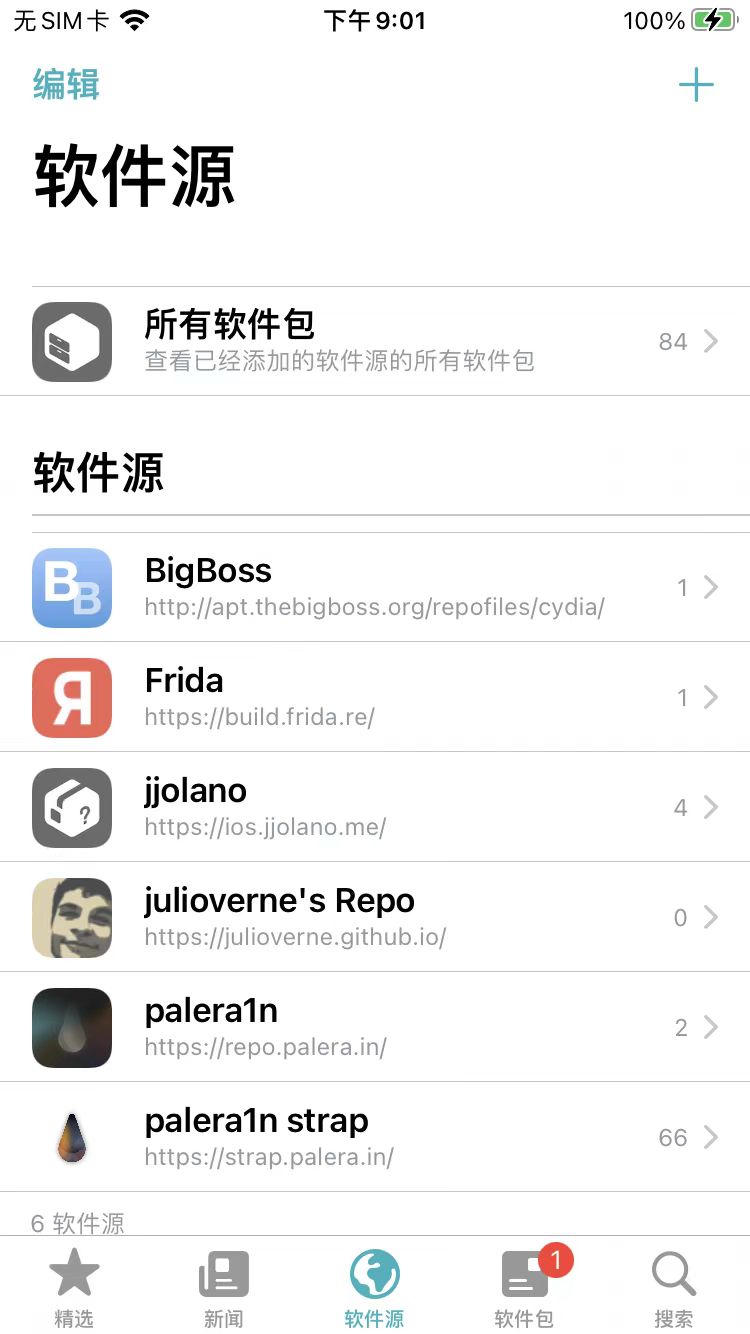 无SIM卡 下午9:01 100%
编辑
软件源
所有软件包
查看已经添加的软件源的所有软件包
84
软件源
BigBoss
http://apt.thebigboss.org/repofiles/cydia/
1
Frida
https://build.frida.re/
1
jjolano
https://ios.jjolano.me/
4
julioverne's Repo
https://julioverne.github.io/
0
palera1n
https://repo.palera.in/
2
palera1n strap
https://strap.palera.in/
66
6 软件源
1
精选 新闻 软件源 软件包 搜索